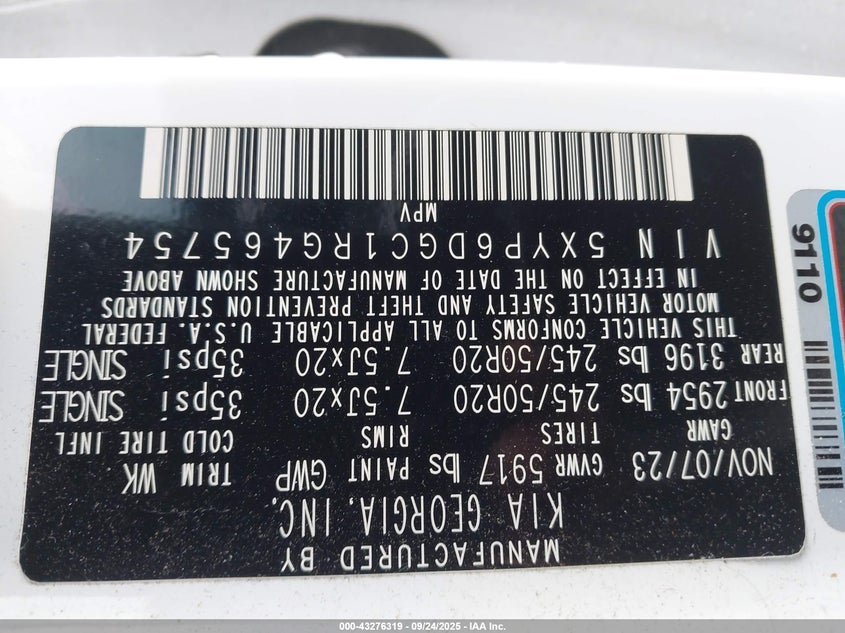 MANUFACTURED BY
KIA GEORGIA, INC.
NOV/07/23 GVWR 5917 lbs PAINT GWP TRIM WK
GAWR TIRES RIMS COLD TIRE INFL
FRONT 2954 lbs 245/50R20 7.5Jx20 35psi SINGLE
REAR 3196 lbs 245/50R20 7.5Jx20 35psi SINGLE
THIS VEHICLE CONFORMS TO ALL APPLICABLE U.S.A. FEDERAL
MOTOR VEHICLE SAFETY AND THEFT PREVENTION STANDARDS
IN EFFECT ON THE DATE OF MANUFACTURE SHOWN ABOVE
VIN 5XYP6DGC1RG465754
MPV
9110
000-43276319 - 09/24/2025 - IAA Inc.